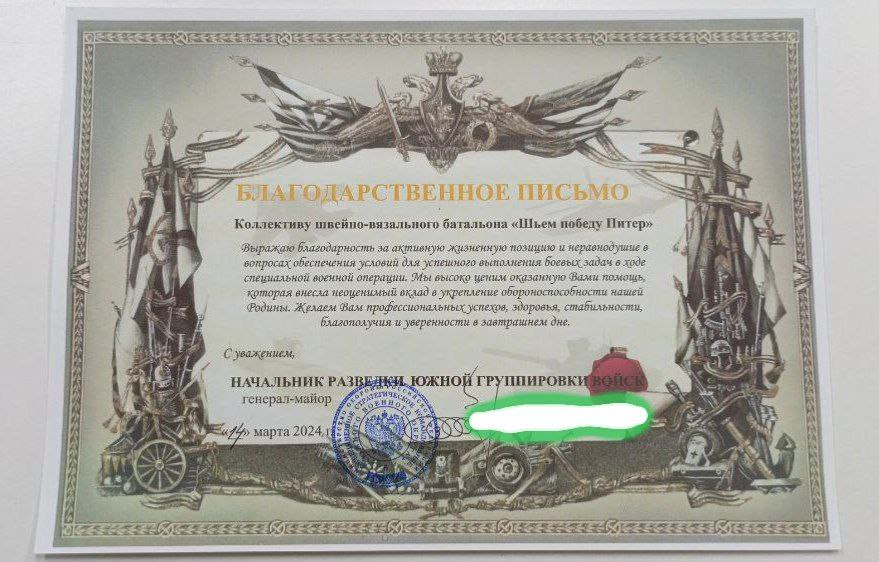 БЛАГОДАРСТВЕННОЕ ПИСЬМО
Коллективу швейно-вязального батальона «Шьем победу Питер»
Выражаю благодарность за активную жизненную позицию и неравнодушие в
вопросах обеспечения условий для успешного выполнения боевых задач в ходе
специальной военной операции. Мы высоко ценим оказанную Вами помощь,
которая внесла неоценимый вклад в укрепление обороноспособности нашей
Родины. Желаем Вам профессиональных успехов, здоровья, стабильности,
благополучия и уверенности в завтрашнем дне.
С уважением,
НАЧАЛЬНИК РАЗВЕДКИ ЮЖНОЙ ГРУППИРОВКИ ВОЙСК
генерал-майор
«14» марта 2024 г.